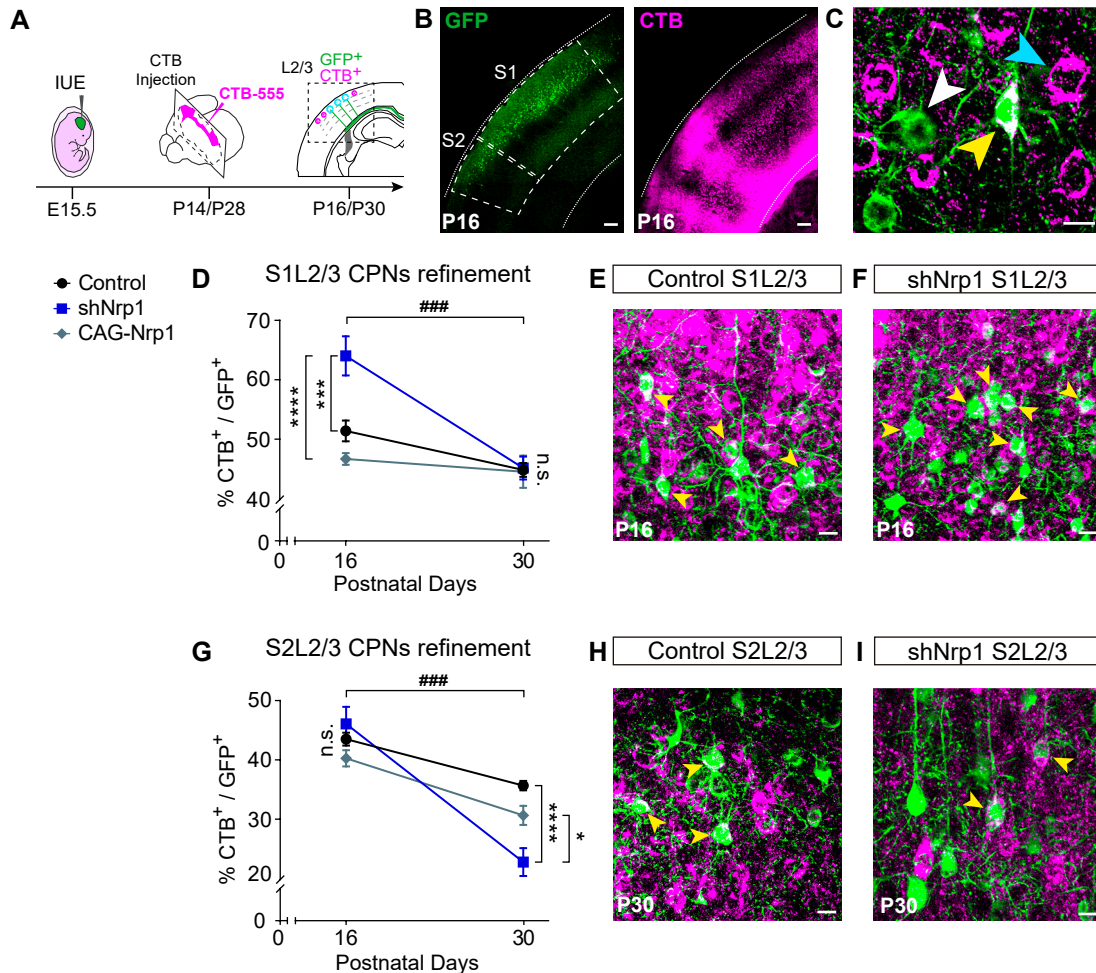 A
IUE
CTB
Injection
CTB-555
L2/3
GFP+
CTB+
E15.5
P14/P28
P16/P30
B
GFP
CTB
S1
S2
P16
P16
C
Control
shNrp1
CAG-Nrp1
D
S1L2/3 CPNs refinement
###
% CTB+ / GFP+
70
60
50
40
0
****
***
n.s.
0
16
30
Postnatal Days
E
Control S1L2/3
P16
F
shNrp1 S1L2/3
P16
G
S2L2/3 CPNs refinement
###
% CTB+ / GFP+
50
40
30
20
0
n.s.
****
*
0
16
30
Postnatal Days
H
Control S2L2/3
P30
I
shNrp1 S2L2/3
P30